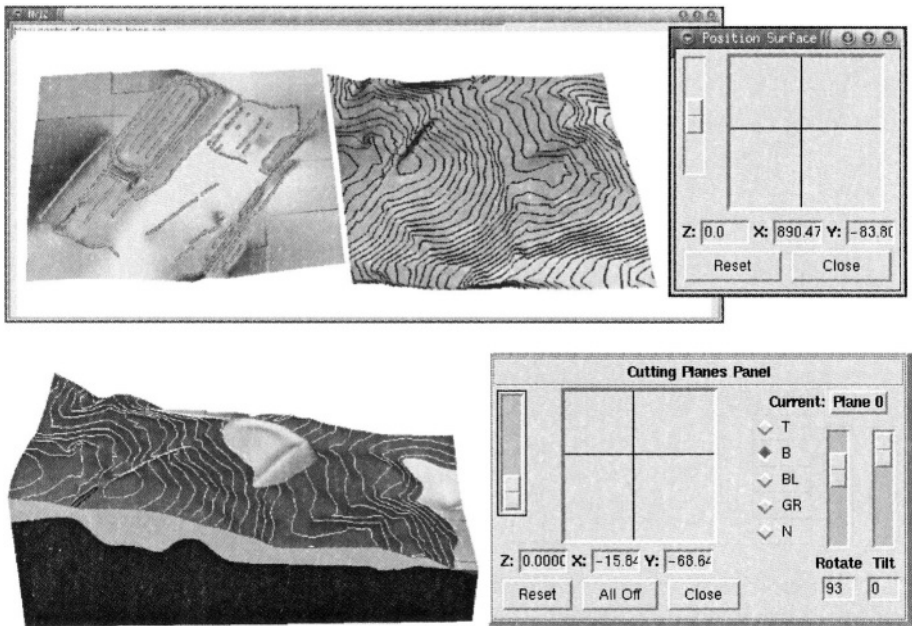 Position Surface
Z: 0.0 X: 890.47 Y: -83.80
Reset Close
Cutting Planes Panel
Current: Plane 0
T
B
BL
GR
N
Z: 0.0000 X: -15.64 Y: -68.64
Rotate Tilt
Reset All Off Close
93 0